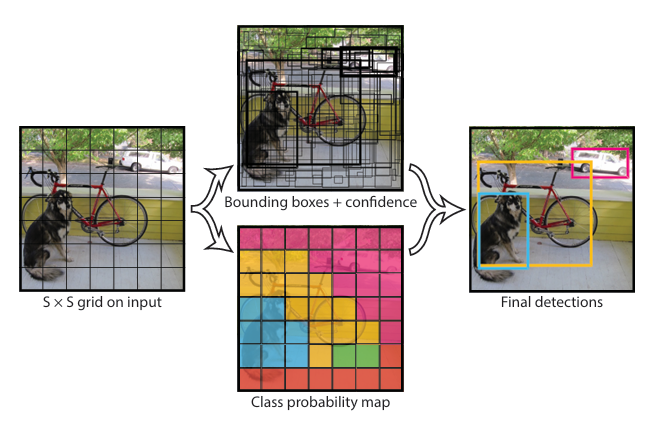 Bounding boxes + confidence
S × S grid on input
Final detections
Class probability map